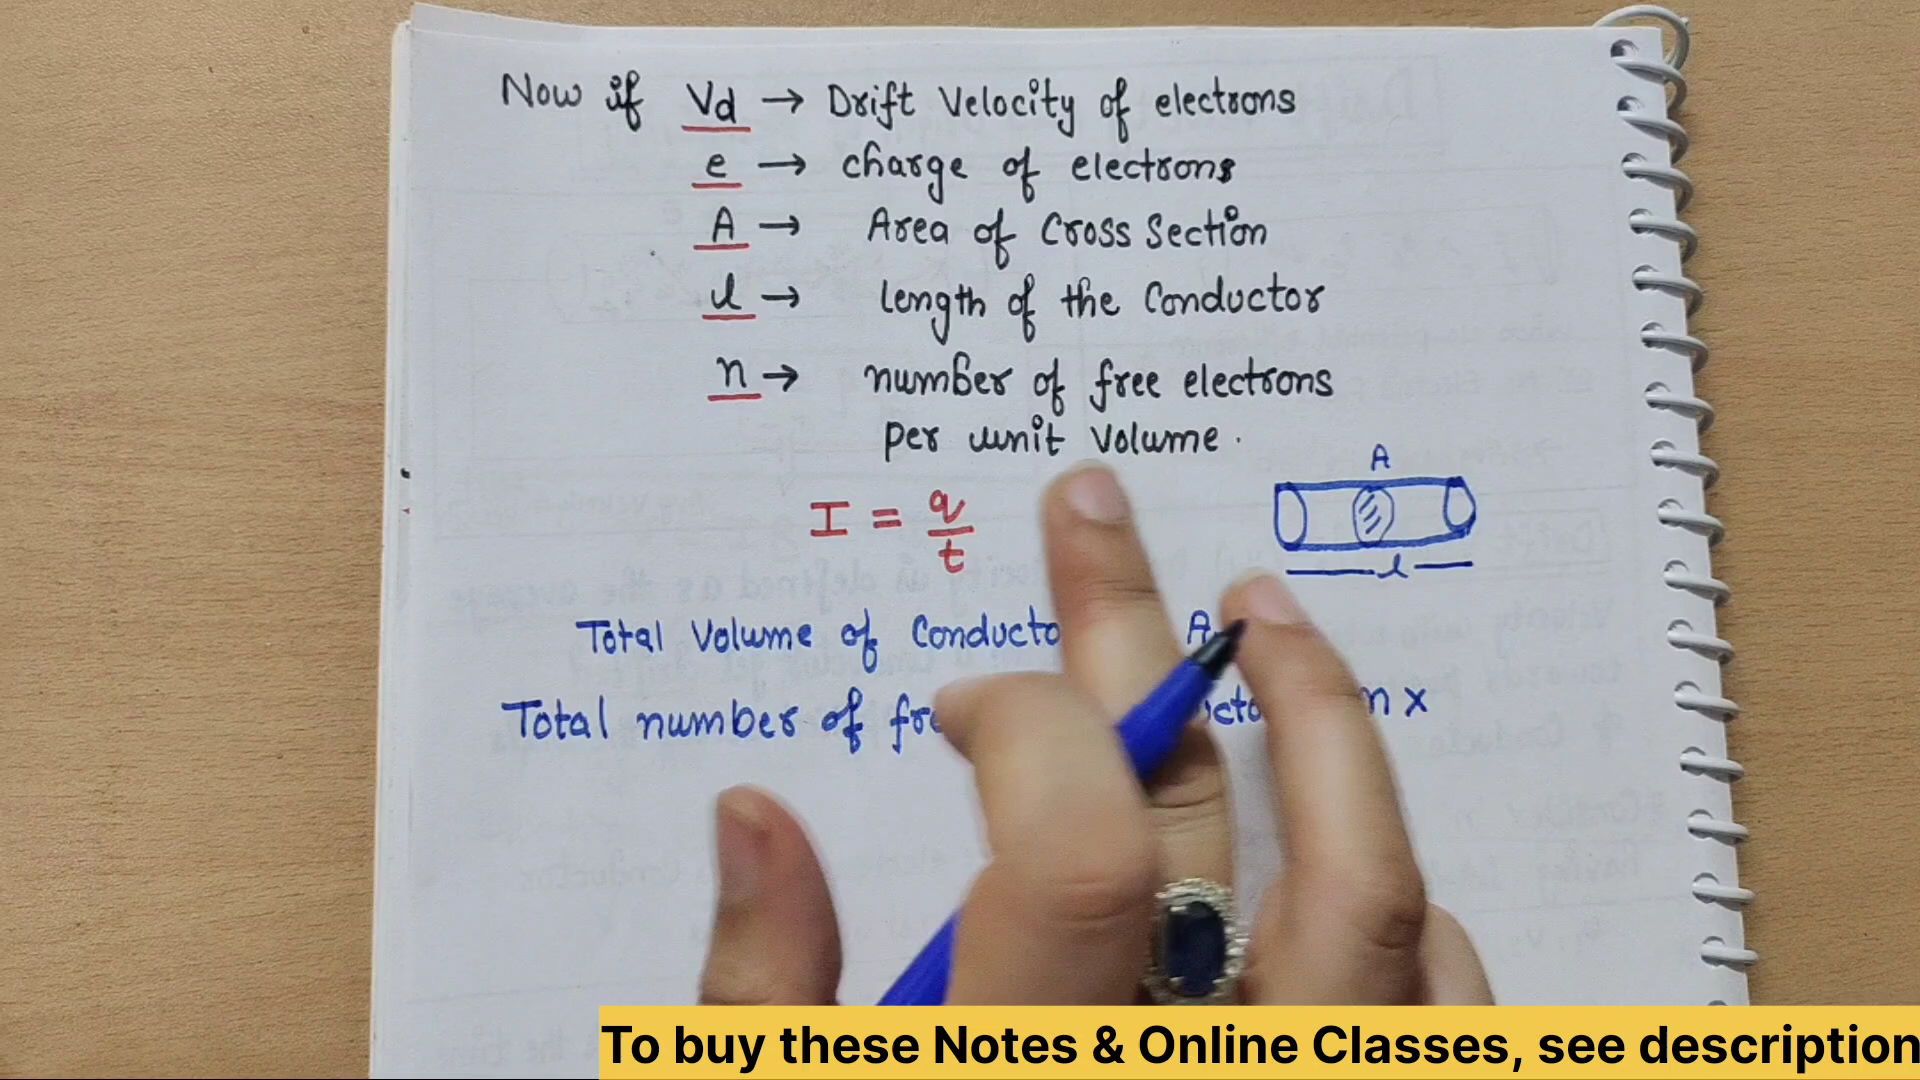 Now if Vd → Drift Velocity of electrons
e → charge of electrons
A → Area of Cross Section
l → length of the Conductor
n → number of free electrons
per unit Volume.
A
I = q/t
l
Total Volume of A
Total number of n x
To buy these Notes & Online Classes, see description